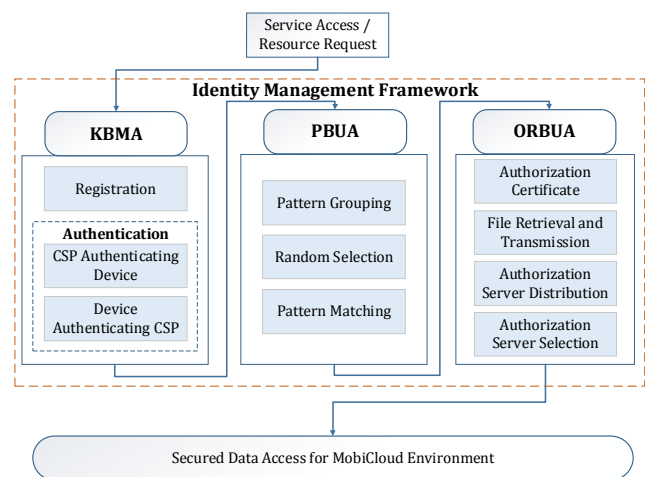 Service Access /
Resource Request
Identity Management Framework
KBMA
Registration
Authentication
CSP Authenticating
Device
Device
Authenticating CSP
PBUA
Pattern Grouping
Random Selection
Pattern Matching
ORBUA
Authorization
Certificate
File Retrieval and
Transmission
Authorization
Server Distribution
Authorization
Server Selection
Secured Data Access for MobiCloud Environment